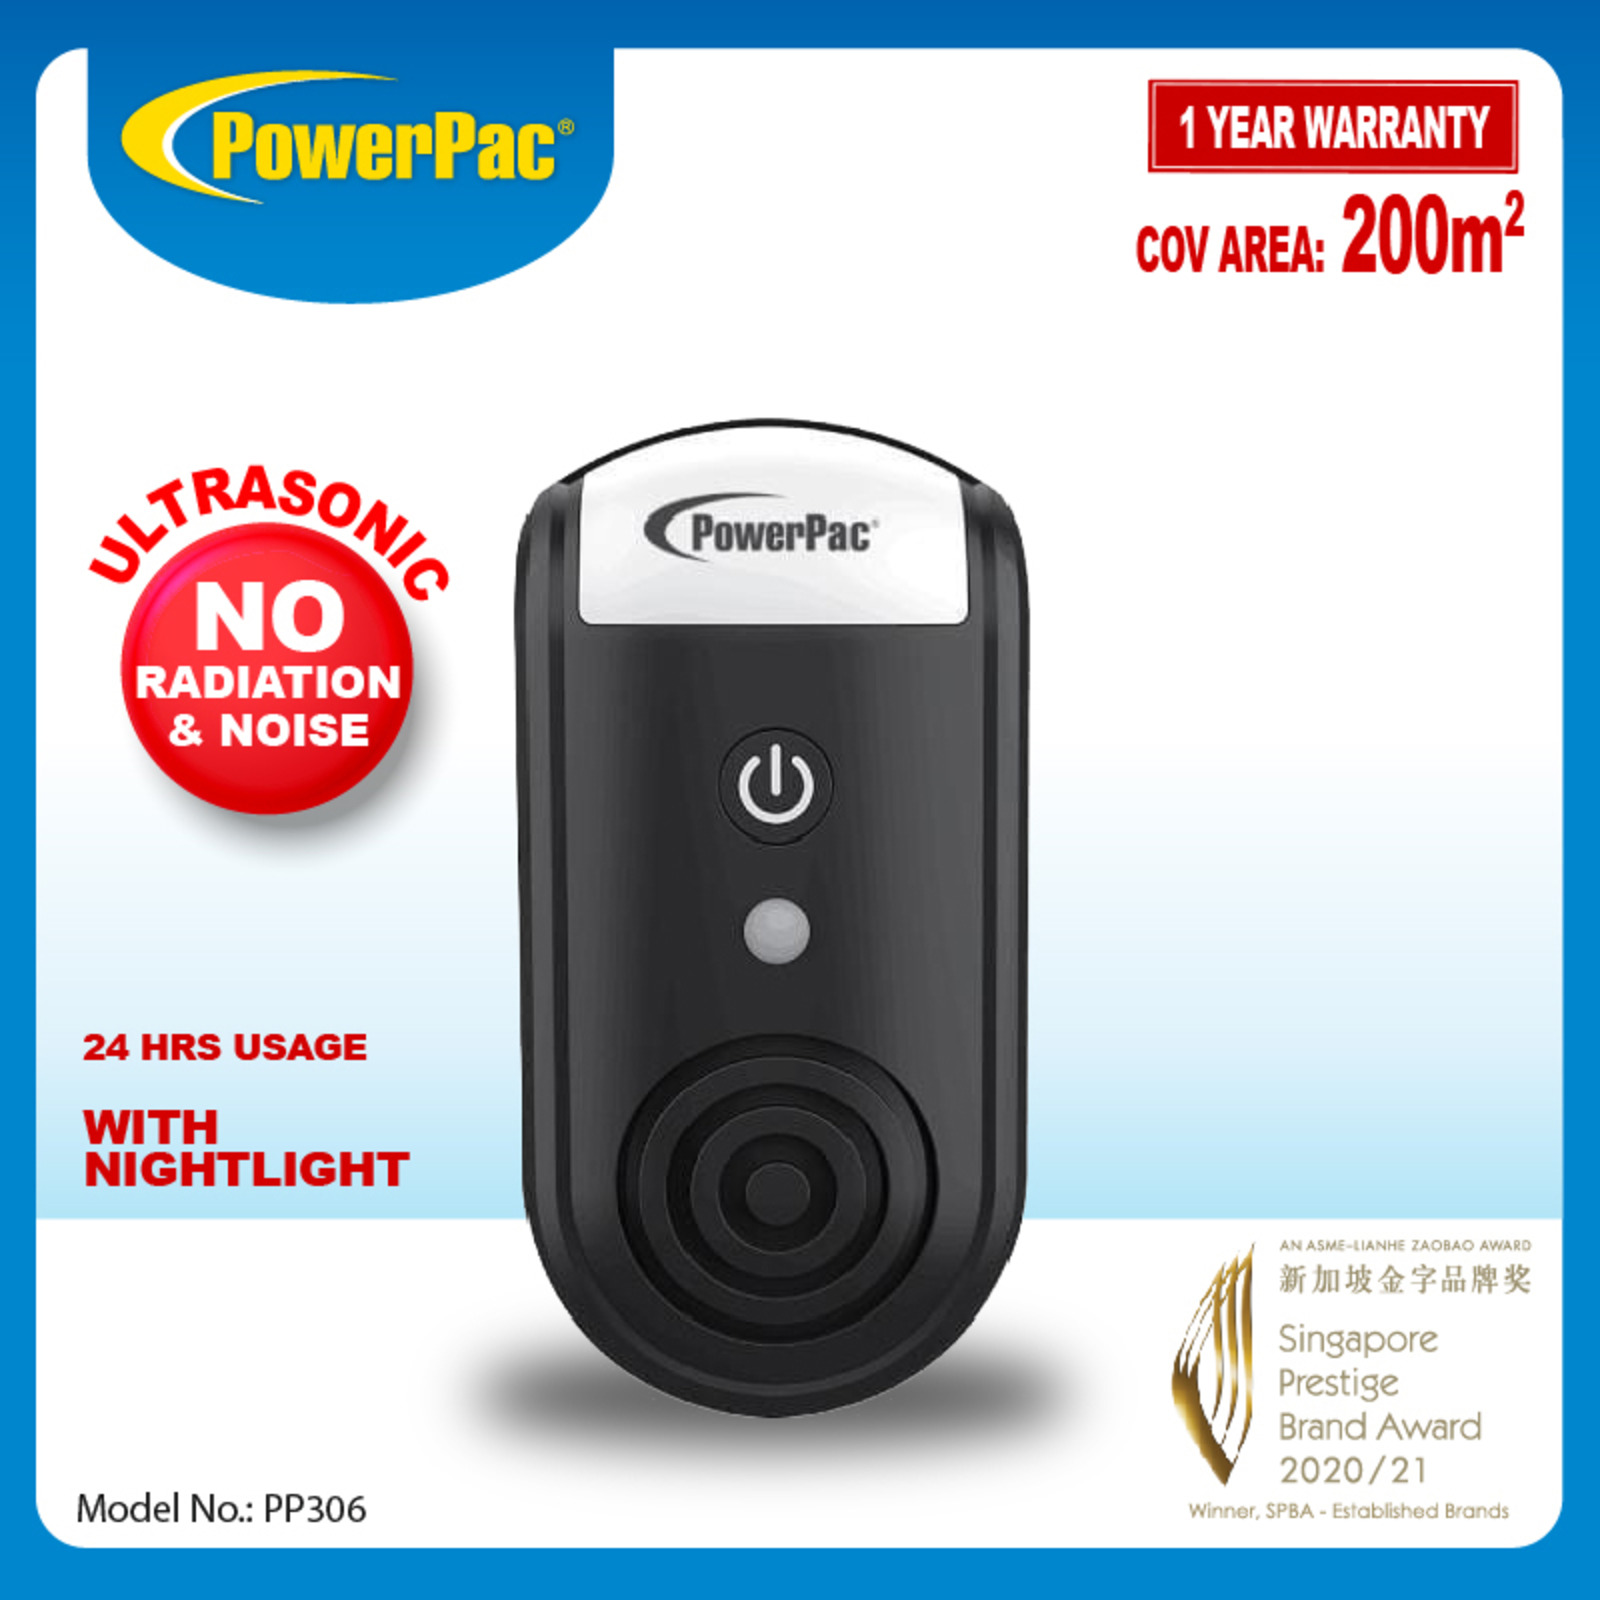 PowerPac®
1 YEAR WARRANTY
COV AREA: 200m²
PowerPac®
ULTRASONIC
NO
RADIATION
& NOISE
24 HRS USAGE
WITH
NIGHTLIGHT
AN ASME-LIANHE ZAOBAO AWARD
新加坡金字品牌奖
Singapore
Prestige
Brand Award
2020/21
Winner, SPBA - Established Brands
Model No.: PP306